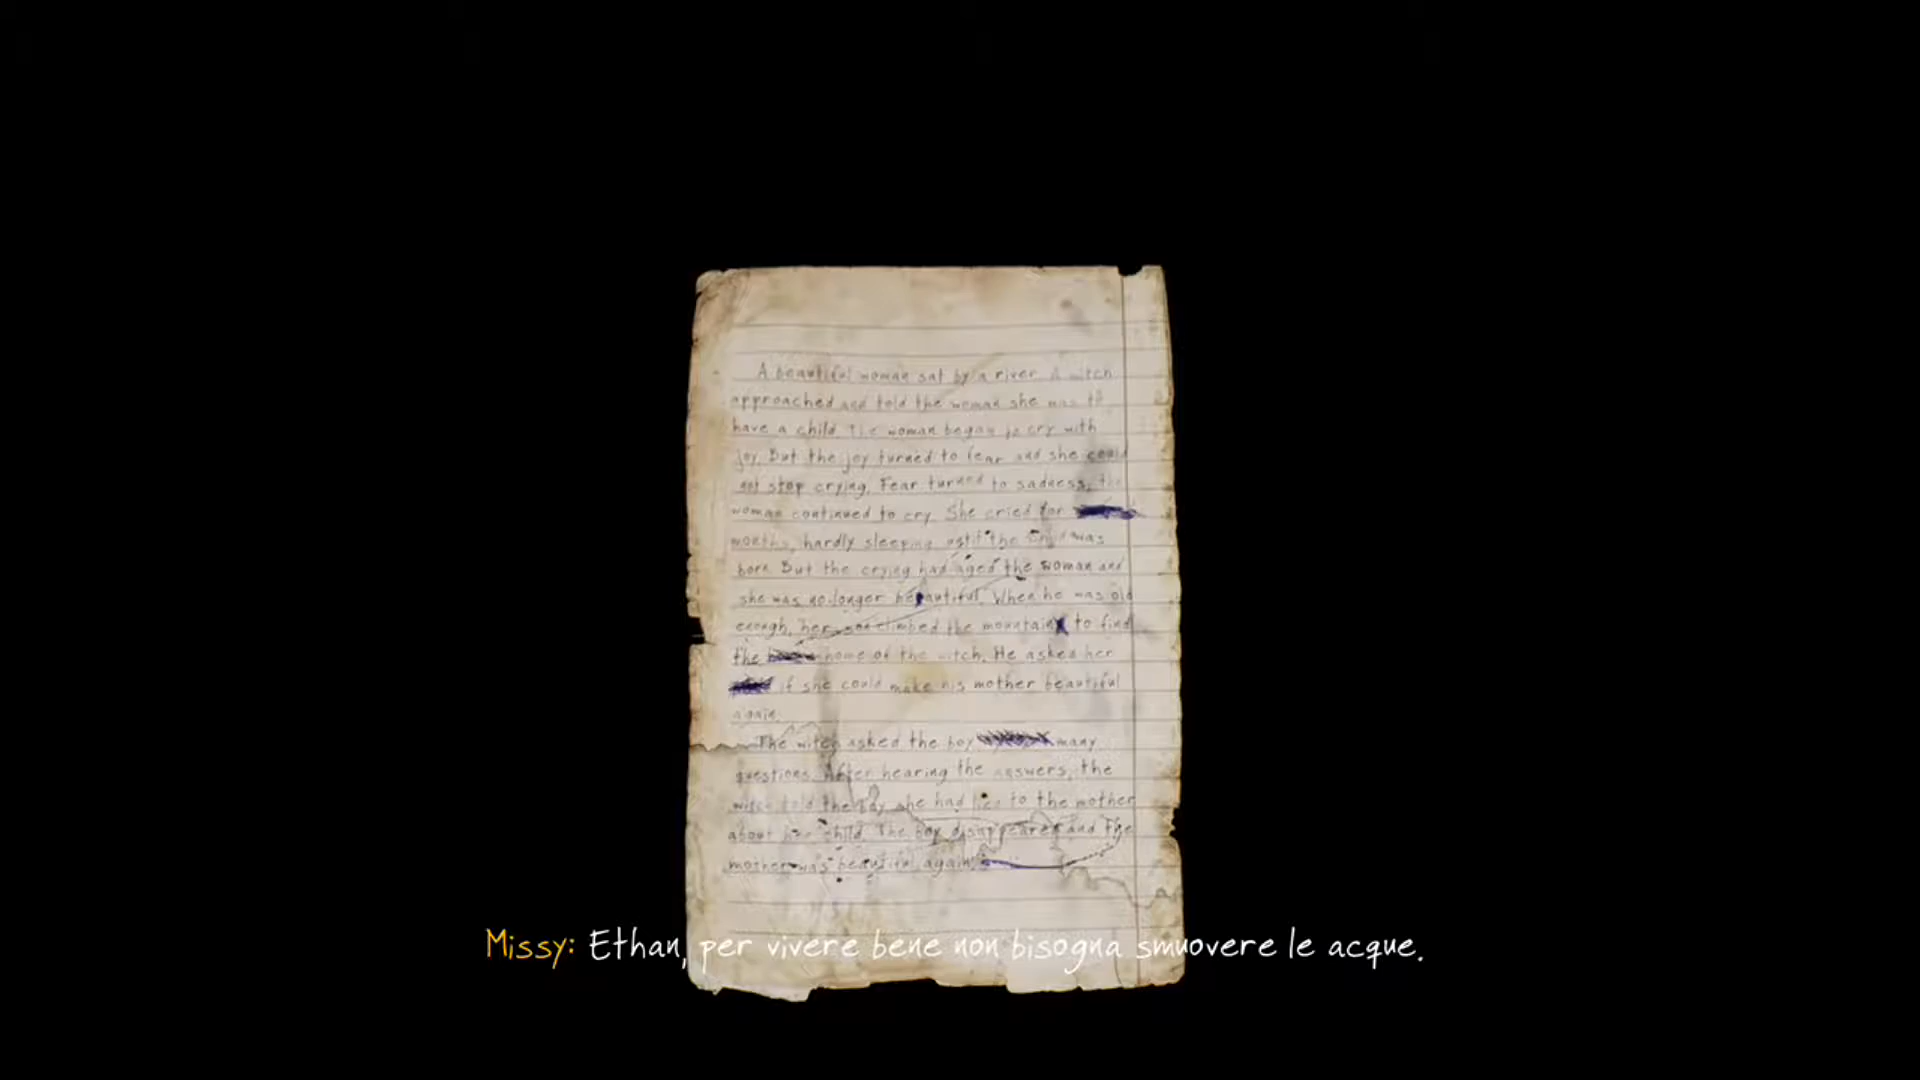 A beautiful woman sat by a river. A witch
approached and told the woman she was to
have a child. The woman began to cry with
joy. But the joy turned to fear and she could
not stop crying. Fear turned to sadness, the
woman continued to cry. She cried for
months, hardly sleeping until the child was
born. But the crying had aged the woman and
she was no longer beautiful. When he was old
enough, her son climbed the mountain to find
the home of the witch. He asked her
if she could make his mother beautiful
again.
The witch asked the boy many
questions. After hearing the answers, the
witch told the boy she had lied to the mother
about her child. The boy disappeared and the
mother was beautiful again.
Missy: Ethan, per vivere bene non bisogna smuovere le acque.